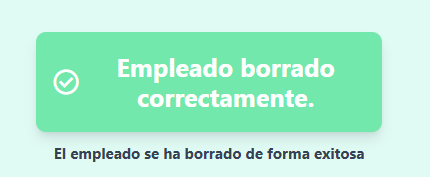 Empleado borrado
correctamente.
El empleado se ha borrado de forma exitosa